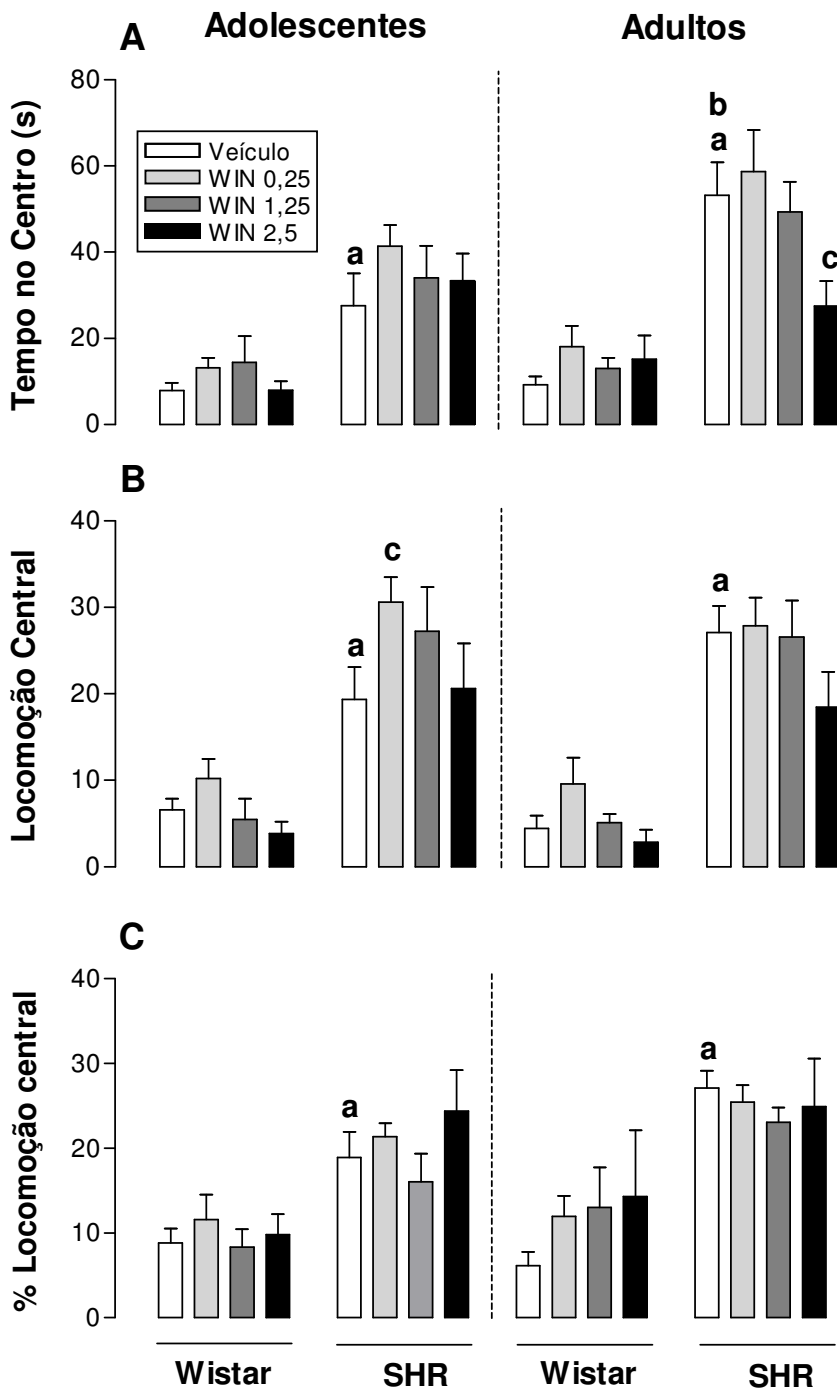 A
Adolescentes
Adultos
Tempo no Centro (s)
80
60
40
20
0
Veículo
WIN 0,25
WIN 1,25
WIN 2,5
a
b
a
c
B
Locomoção Central
40
30
20
10
0
a
c
a
C
% Locomoção central
40
30
20
10
0
a
a
Wistar
SHR
Wistar
SHR